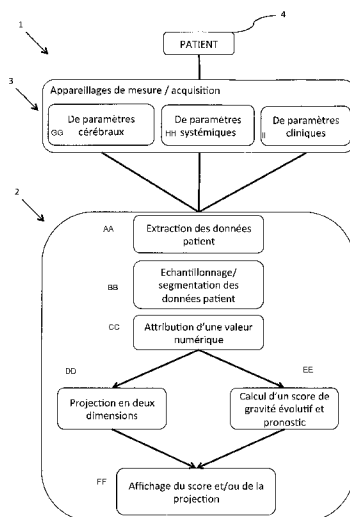 4
1
PATIENT
3
Appareillages de mesure / acquisition
De paramètres
cérébraux
GG
De paramètres
systémiques
HH
De paramètres
cliniques
II
2
AA
Extraction des données
patient
BB
Echantillonnage/
segmentation des
données patient
CC
Attribution d'une valeur
numérique
DD
EE
Projection en deux
dimensions
Calcul d'un score de
gravité évolutif et
pronostic
FF
Affichage du score et/ou de la
projection